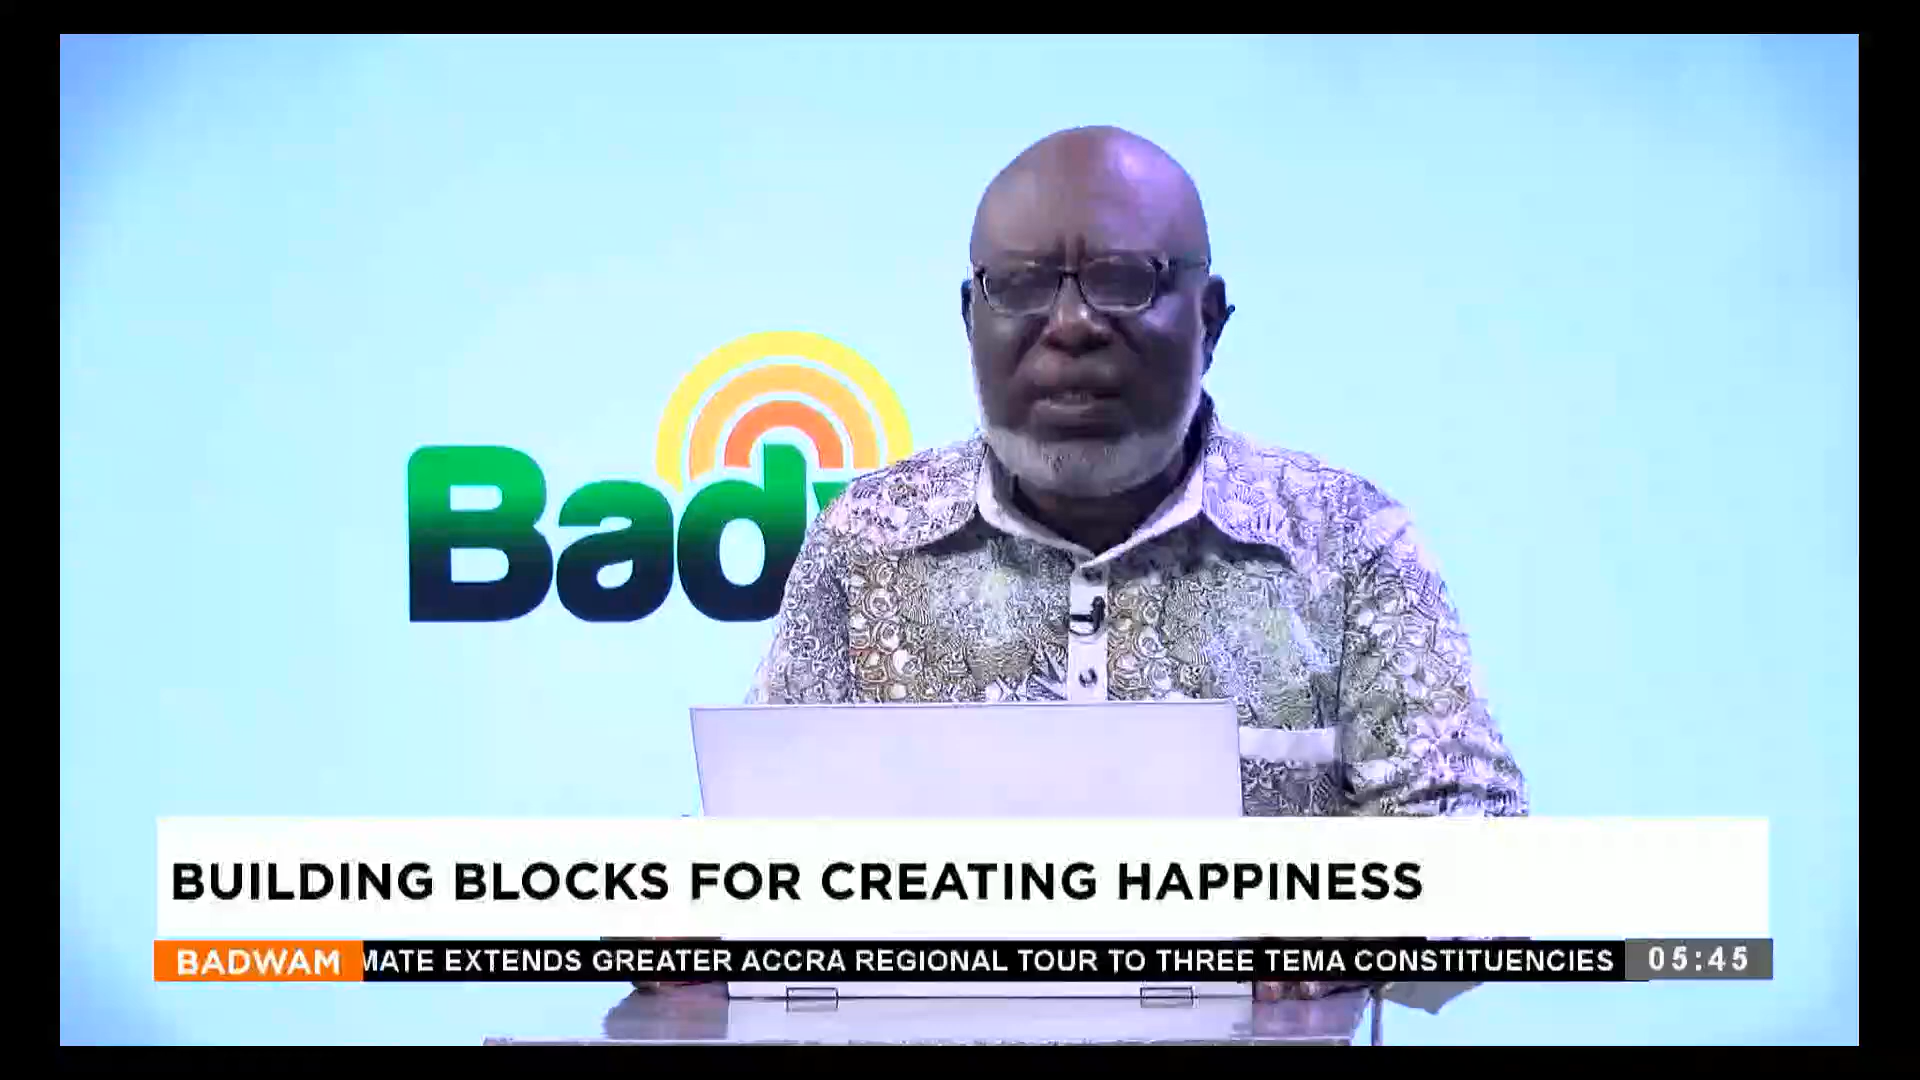 Bad
BUILDING BLOCKS FOR CREATING HAPPINESS
BADWAM
MATE EXTENDS GREATER ACCRA REGIONAL TOUR TO THREE TEMA CONSTITUENCIES
05:45